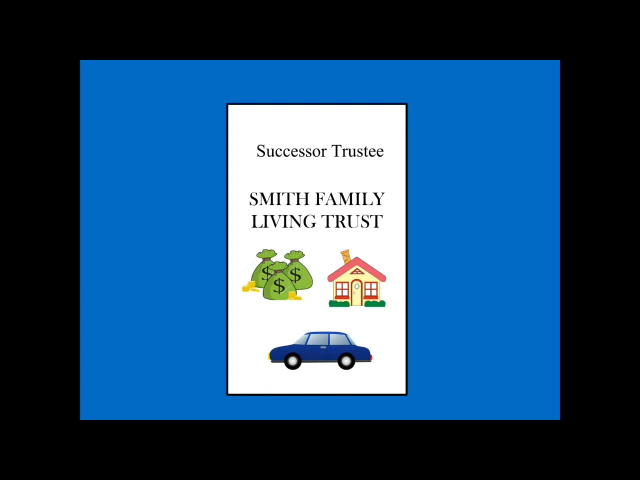 Successor Trustee
SMITH FAMILY
LIVING TRUST
$ $
$